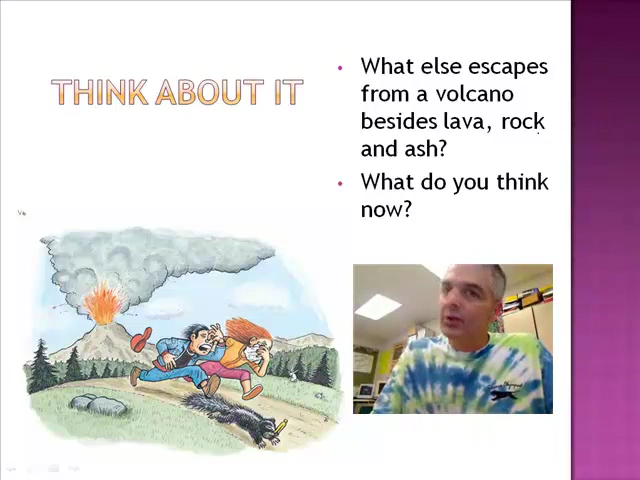 THINK ABOUT IT
What else escapes
from a volcano
besides lava, rock
and ash?
What do you think
now?